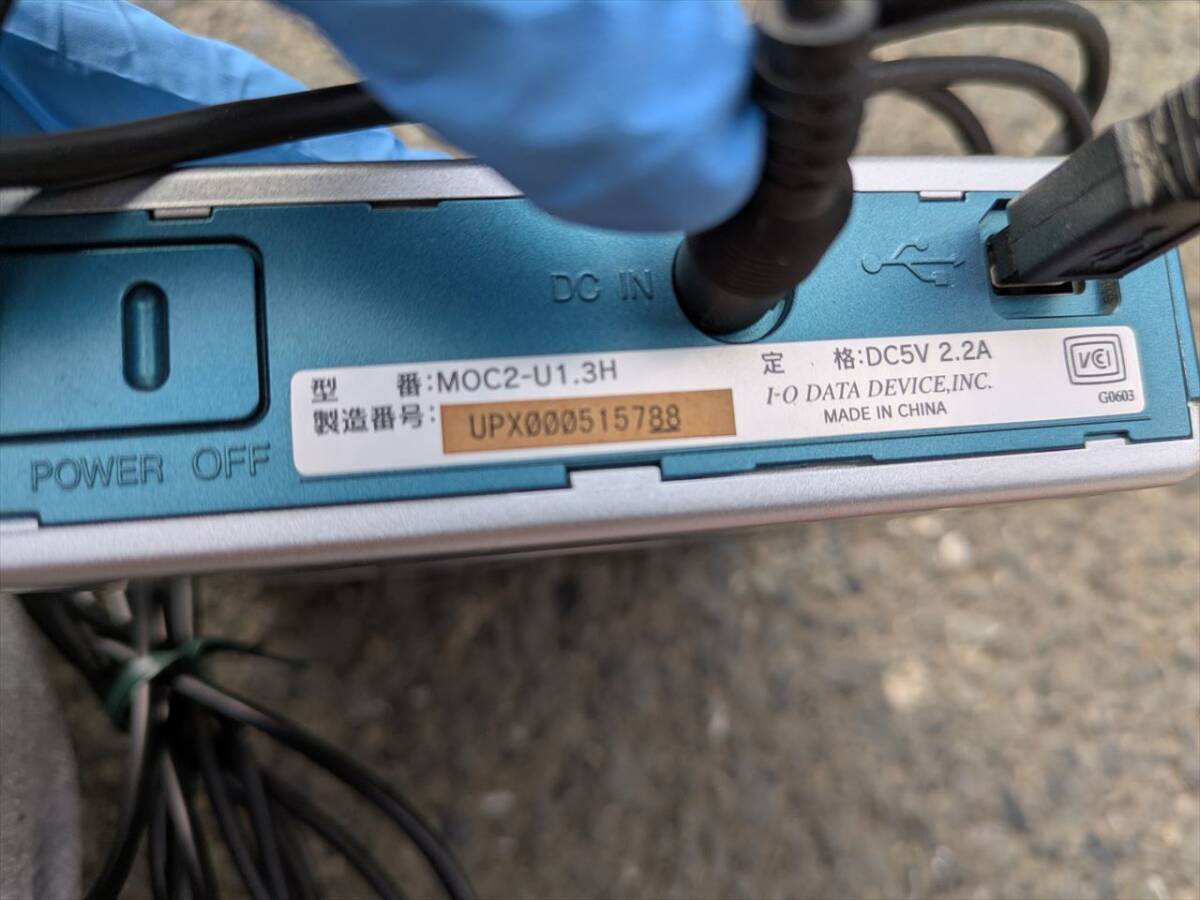 DC IN
POWER OFF
型 番:MOC2-U1.3H
製造番号:UPX000515788
定 格:DC5V 2.2A
I-O DATA DEVICE,INC.
MADE IN CHINA
VCCI
G0603